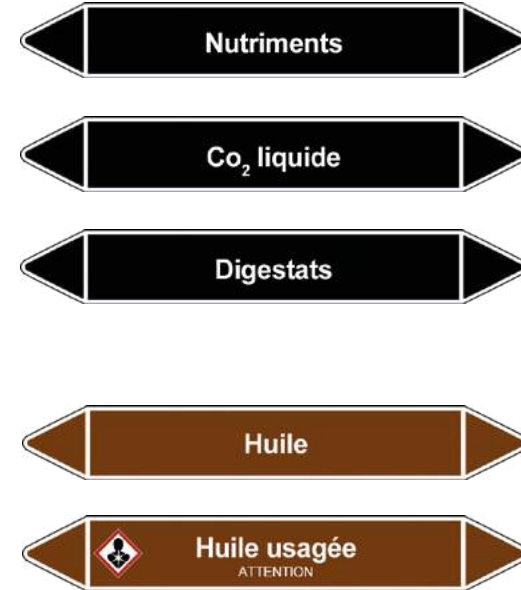 Nutriments
Co₂ liquide
Digestats
Huile
Huile usagée
ATTENTION